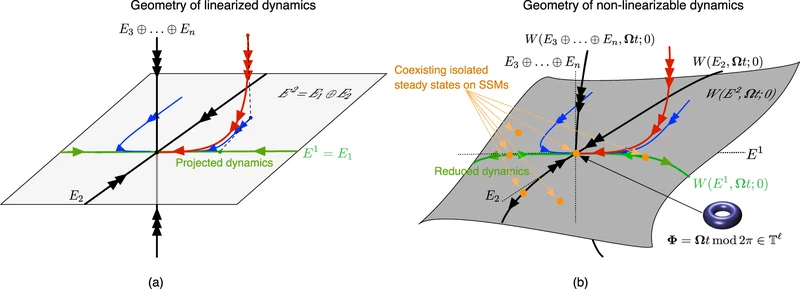 Geometry of linearized dynamics
E₃ ⊕ … ⊕ Eₙ
E² = E₁ ⊕ E₂
E¹ = E₁
Projected dynamics
E₂
(a)
Geometry of non-linearizable dynamics
W(E₃ ⊕ … ⊕ Eₙ, Ωt; 0)
E₃ ⊕ … ⊕ Eₙ
W(E₂, Ωt; 0)
Coexisting isolated
steady states on SSMs
W(E², Ωt; 0)
E¹
Reduced dynamics
W(E¹, Ωt; 0)
E₂
Φ = Ωt mod 2π ∈ 𝕋^ℓ
(b)